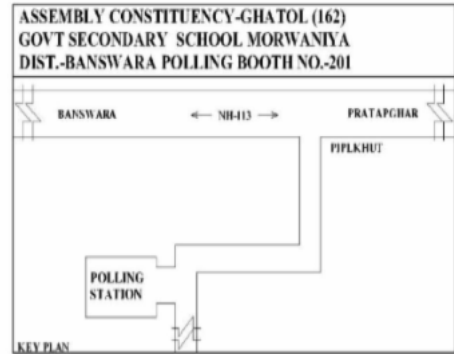 ASSEMBLY CONSTITUENCY-GHATOL (162)
GOVT SECONDARY SCHOOL MORWANIYA
DIST.-BANSWARA POLLING BOOTH NO.-201
BANSWARA ← NH-113 → PRATAPGHAR
PIPLKHUT
POLLING
STATION
KEY PLAN